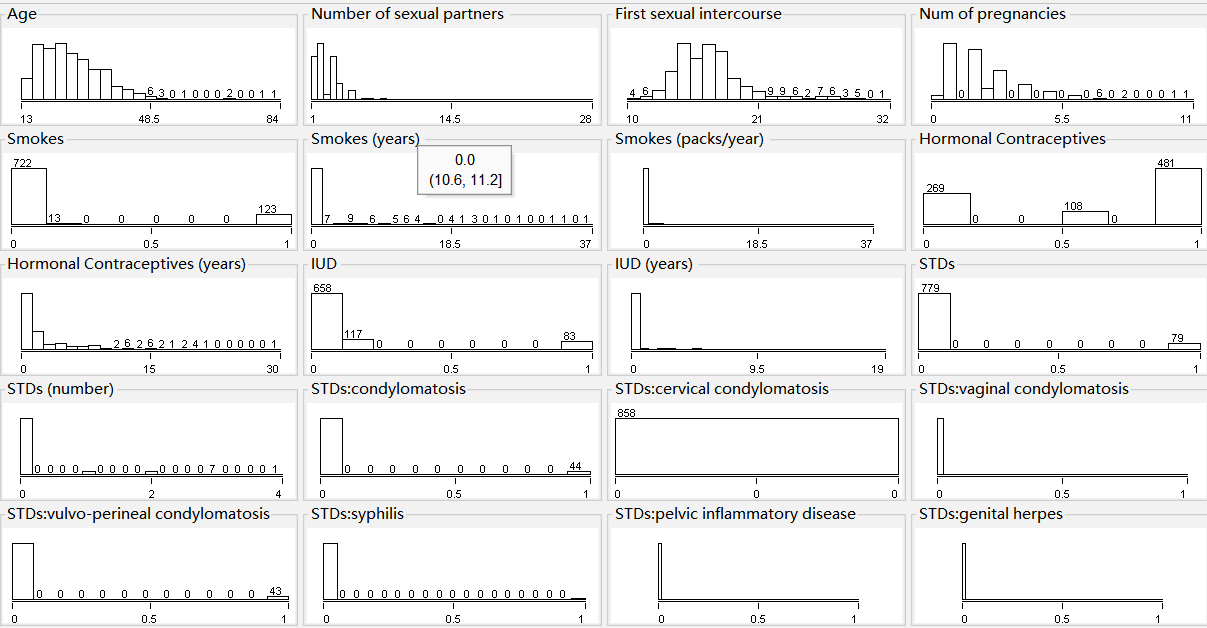 Age
6 3 0 1 0 0 0 2 0 0 1 1
13 48.5 84
Number of sexual partners
1 14.5 28
First sexual intercourse
4 6 9 9 6 2 7 6 3 5 0 1
10 21 32
Num of pregnancies
0 0 0 0 0 6 0 2 0 0 0 1 1
0 5.5 11
Smokes
722 13 0 0 0 0 0 123
0 0.5 1
Smokes (years)
0.0
(10.6, 11.2]
7 9 6 5 6 4 0 4 1 3 0 1 0 1 0 0 1 1 0 1
0 18.5 37
Smokes (packs/year)
0 18.5 37
Hormonal Contraceptives
269 0 0 108 0 481
0 0.5 1
Hormonal Contraceptives (years)
2 6 2 6 2 1 2 4 1 0 0 0 0 0 1
0 15 30
IUD
658 117 0 0 0 0 0 0 83
0 0.5 1
IUD (years)
0 9.5 19
STDs
779 0 0 0 0 0 0 0 79
0 0.5 1
STDs (number)
0 0 0 0 0 0 0 0 0 0 0 0 7 0 0 0 0 1
0 2 4
STDs:condylomatosis
0 0 0 0 0 0 0 0 0 0 44
0 0.5 1
STDs:cervical condylomatosis
858
0 0 0
STDs:vaginal condylomatosis
0 0.5 1
STDs:vulvo-perineal condylomatosis
0 0 0 0 0 0 0 0 0 0 0 43
0 0.5 1
STDs:syphilis
0 0 0 0 0 0 0 0 0 0 0 0 0 0 0 0 0
0 0.5 1
STDs:pelvic inflammatory disease
0 0.5 1
STDs:genital herpes
0 0.5 1